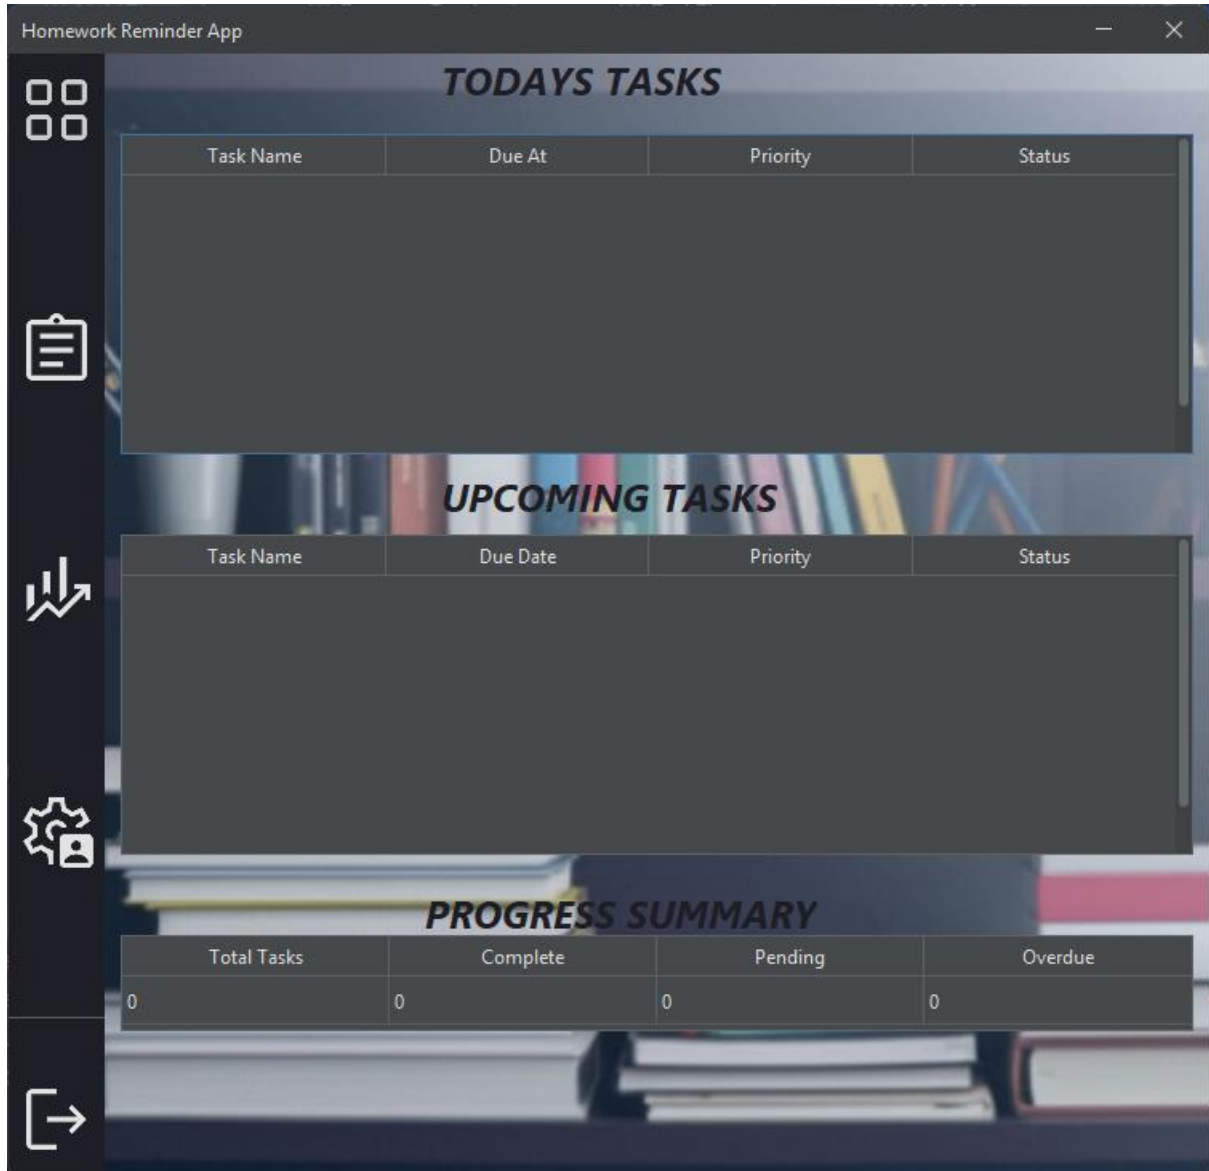 Homework Reminder App
TODAYS TASKS
Task Name Due At Priority Status
UPCOMING TASKS
Task Name Due Date Priority Status
PROGRESS SUMMARY
Total Tasks Complete Pending Overdue
0 0 0 0